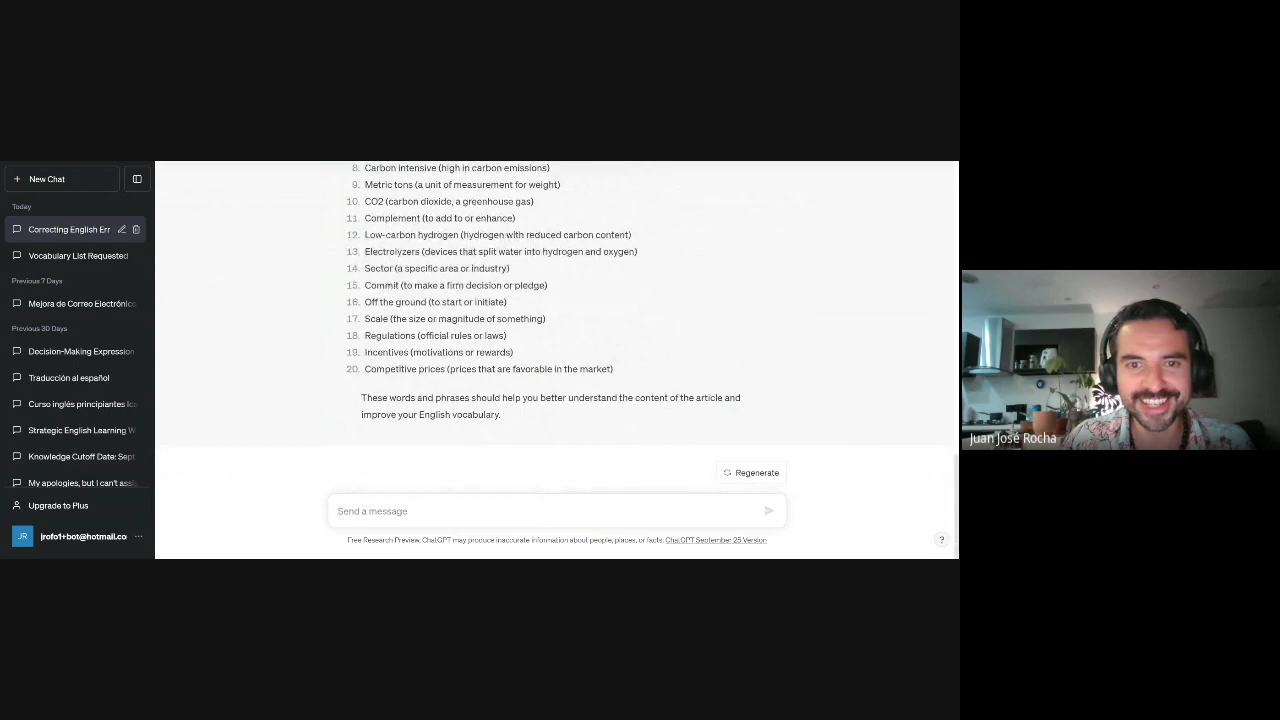 New Chat
Today
Correcting English Err
Vocabulary List Requested
Previous 7 Days
Mejora de Correo Electrónico
Previous 30 Days
Decision-Making Expression
Traducción al español
Curso inglés principiantes Ica
Strategic English Learning W
Knowledge Cutoff Date: Sept
My apologies, but I can't assis
Upgrade to Plus
JR jrofo1+bot@hotmail.co
8. Carbon intensive (high in carbon emissions)
9. Metric tons (a unit of measurement for weight)
10. CO2 (carbon dioxide, a greenhouse gas)
11. Complement (to add to or enhance)
12. Low-carbon hydrogen (hydrogen with reduced carbon content)
13. Electrolyzers (devices that split water into hydrogen and oxygen)
14. Sector (a specific area or industry)
15. Commit (to make a firm decision or pledge)
16. Off the ground (to start or initiate)
17. Scale (the size or magnitude of something)
18. Regulations (official rules or laws)
19. Incentives (motivations or rewards)
20. Competitive prices (prices that are favorable in the market)
These words and phrases should help you better understand the content of the article and
improve your English vocabulary.
Regenerate
Send a message
Free Research Preview. ChatGPT may produce inaccurate information about people, places, or facts. ChatGPT September 25 Version
?
Juan José Rocha